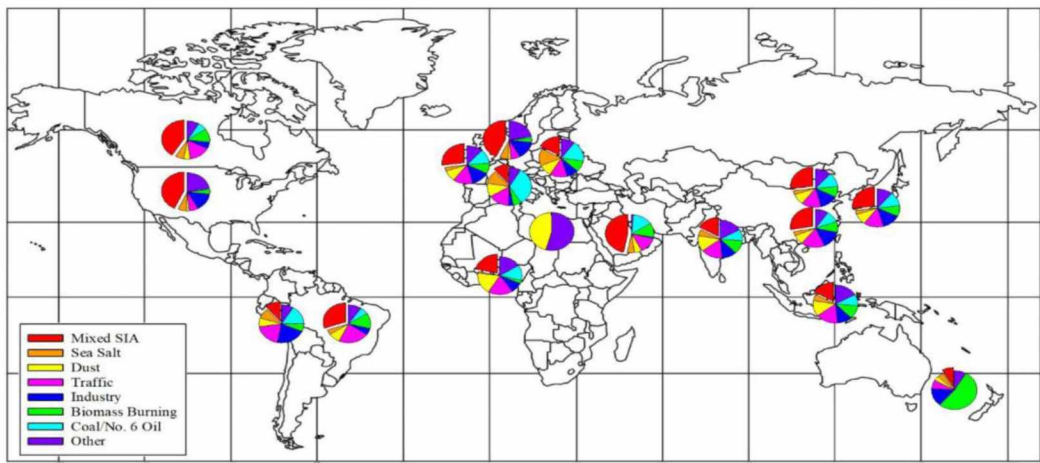 Mixed SIA
Sea Salt
Dust
Traffic
Industry
Biomass Burning
Coal/No. 6 Oil
Other